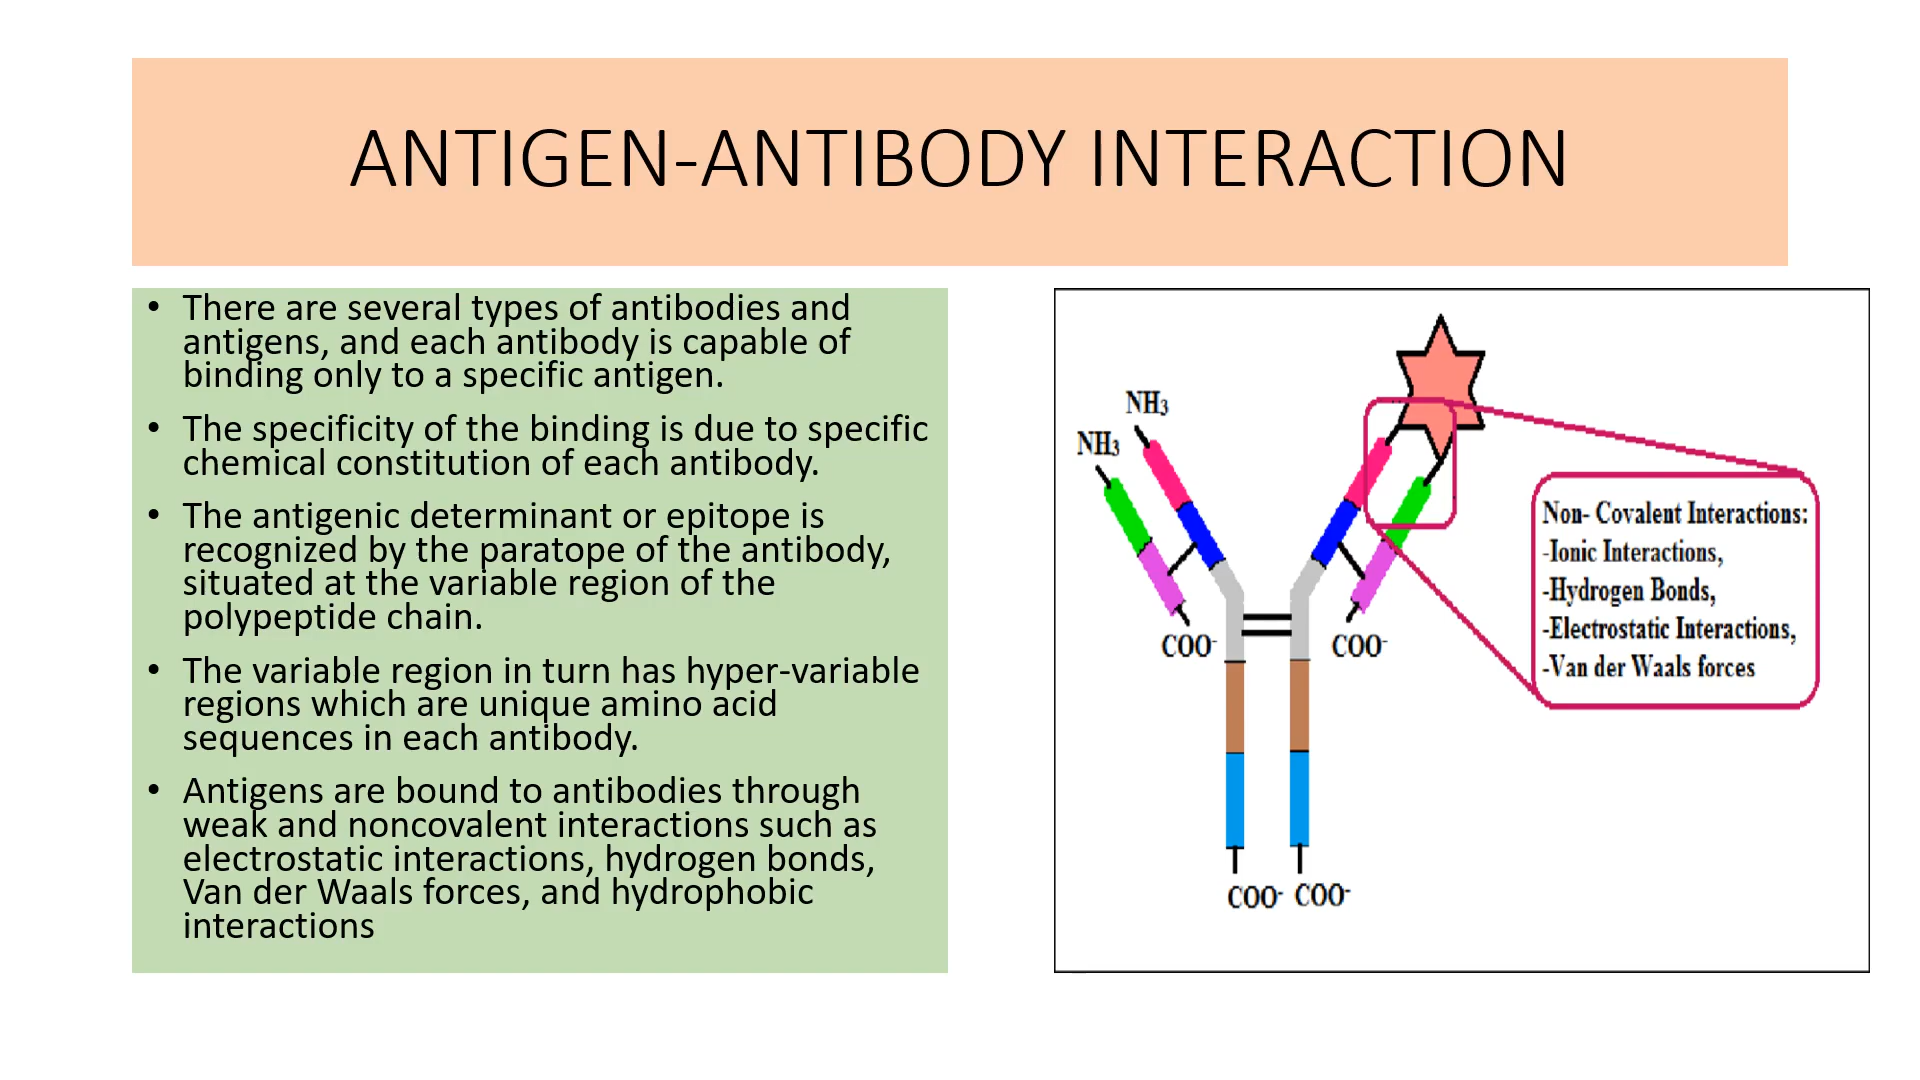 ANTIGEN-ANTIBODY INTERACTION
• There are several types of antibodies and
antigens, and each antibody is capable of
binding only to a specific antigen.
• The specificity of the binding is due to specific
chemical constitution of each antibody.
• The antigenic determinant or epitope is
recognized by the paratope of the antibody,
situated at the variable region of the
polypeptide chain.
• The variable region in turn has hyper-variable
regions which are unique amino acid
sequences in each antibody.
• Antigens are bound to antibodies through
weak and noncovalent interactions such as
electrostatic interactions, hydrogen bonds,
Van der Waals forces, and hydrophobic
interactions
NH3
NH3
COO-
COO-
COO-
COO-
Non- Covalent Interactions:
-Ionic Interactions,
-Hydrogen Bonds,
-Electrostatic Interactions,
-Van der Waals forces